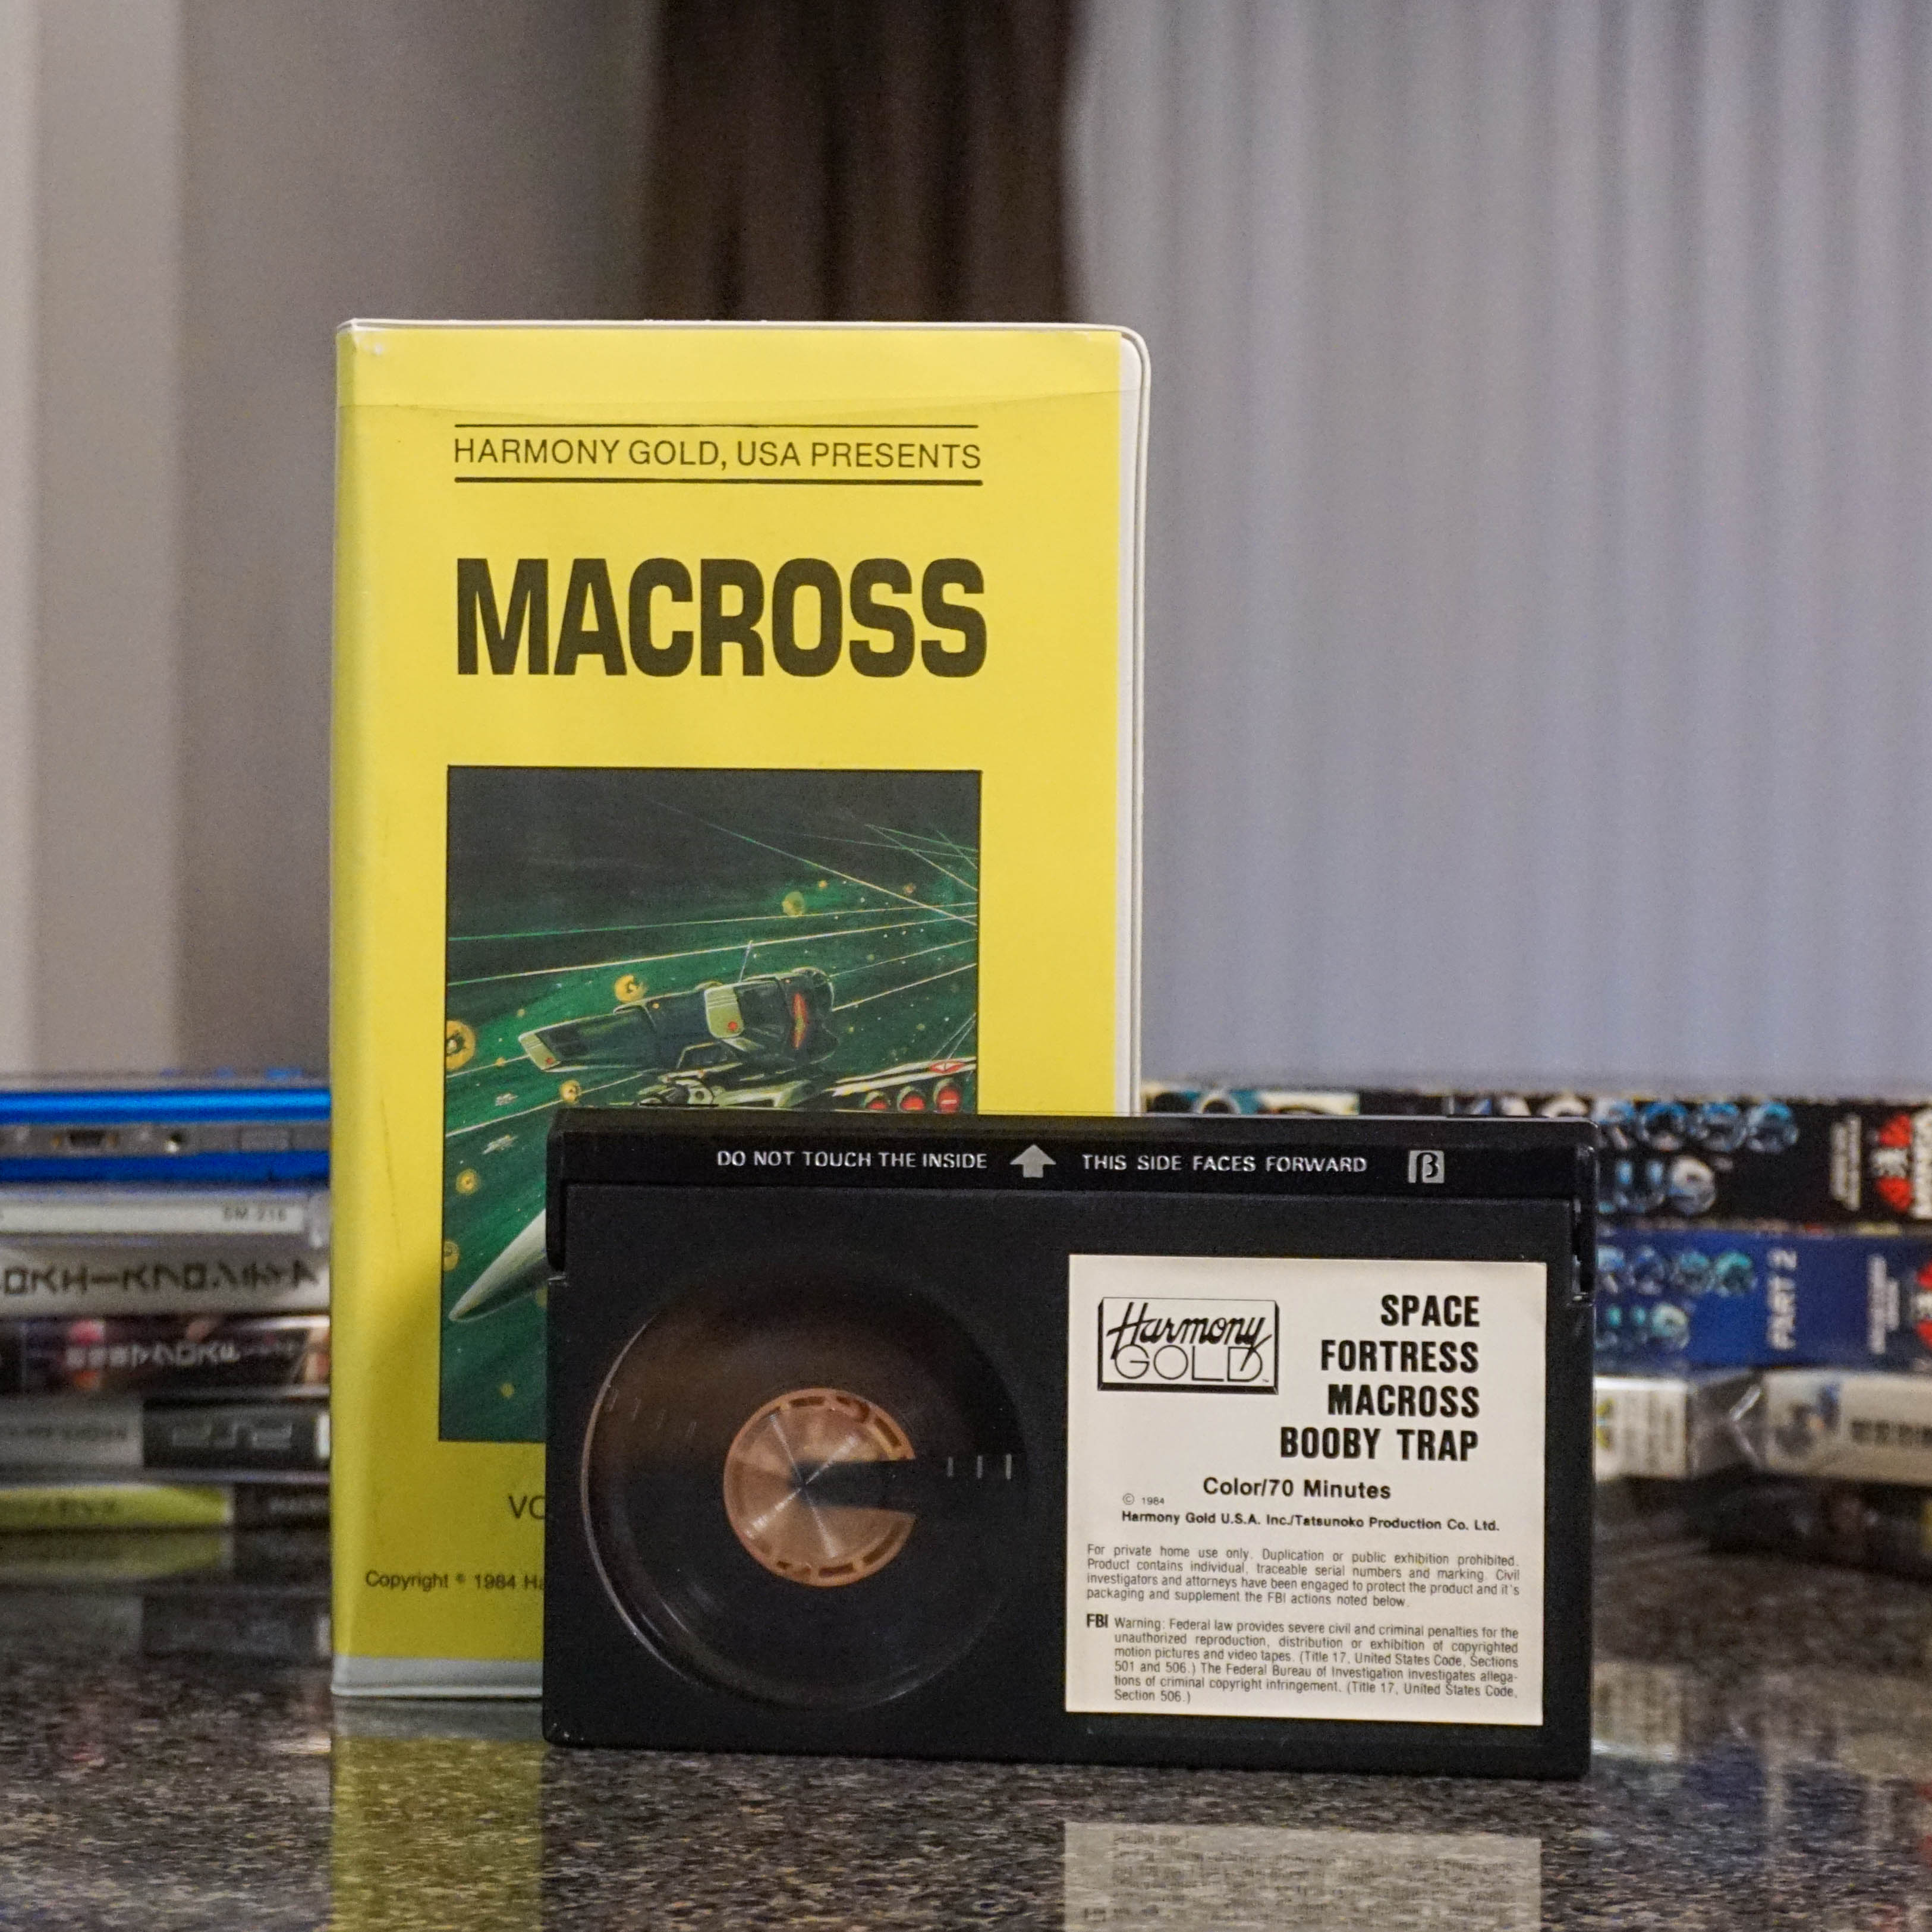 HARMONY GOLD, USA PRESENTS
MACROSS
Copyright © 1984
DO NOT TOUCH THE INSIDE
THIS SIDE FACES FORWARD
β
Harmony
GOLD
SPACE
FORTRESS
MACROSS
BOOBY TRAP
Color/70 Minutes
© 1984
Harmony Gold U.S.A. Inc./Tatsunoko Production Co. Ltd.
For private home use only. Duplication or public exhibition prohibited.
Product contains individual, traceable serial numbers and marking. Civil
investigators and attorneys have been engaged to protect the product and it's
packaging and supplement the FBI actions noted below.
FBI Warning: Federal law provides severe civil and criminal penalties for the
unauthorized reproduction, distribution or exhibition of copyrighted
motion pictures and video tapes. (Title 17, United States Code, Sections
501 and 506.) The Federal Bureau of Investigation investigates allega-
tions of criminal copyright infringement. (Title 17, United States Code,
Section 506.)
PART 2